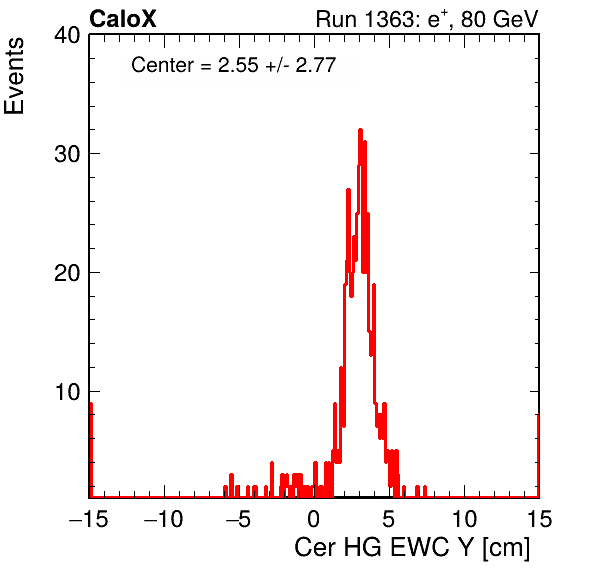 CaloX Run 1363: e⁺, 80 GeV
Events
Center = 2.55 +/- 2.77
40
30
20
10
−15 −10 −5 0 5 10 15
Cer HG EWC Y [cm]